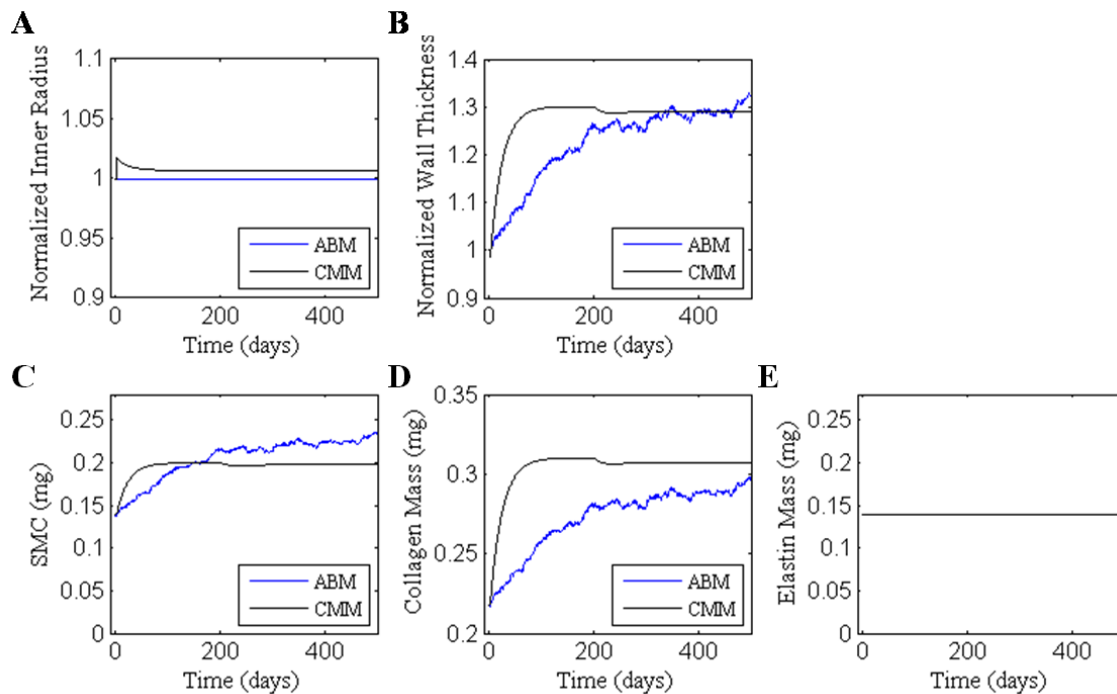 A
Normalized Inner Radius
1.1
1.05
1
0.95
0.9
0
200
400
Time (days)
ABM
CMM
B
Normalized Wall Thickness
1.4
1.3
1.2
1.1
1
0.9
0
200
400
Time (days)
ABM
CMM
C
SMC (mg)
0.25
0.2
0.15
0.1
0.05
0
0
200
400
Time (days)
ABM
CMM
D
Collagen Mass (mg)
0.35
0.3
0.25
0.2
0
200
400
Time (days)
ABM
CMM
E
Elastin Mass (mg)
0.25
0.2
0.15
0.1
0.05
0
0
200
400
Time (days)